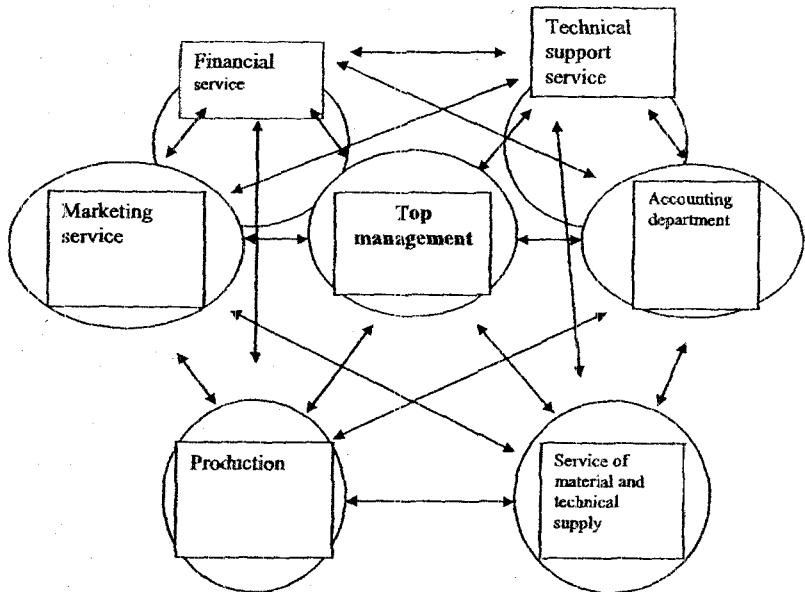 Financial
service
Technical
support
service
Marketing
service
Top
management
Accounting
department
Production
Service of
material and
technical
supply